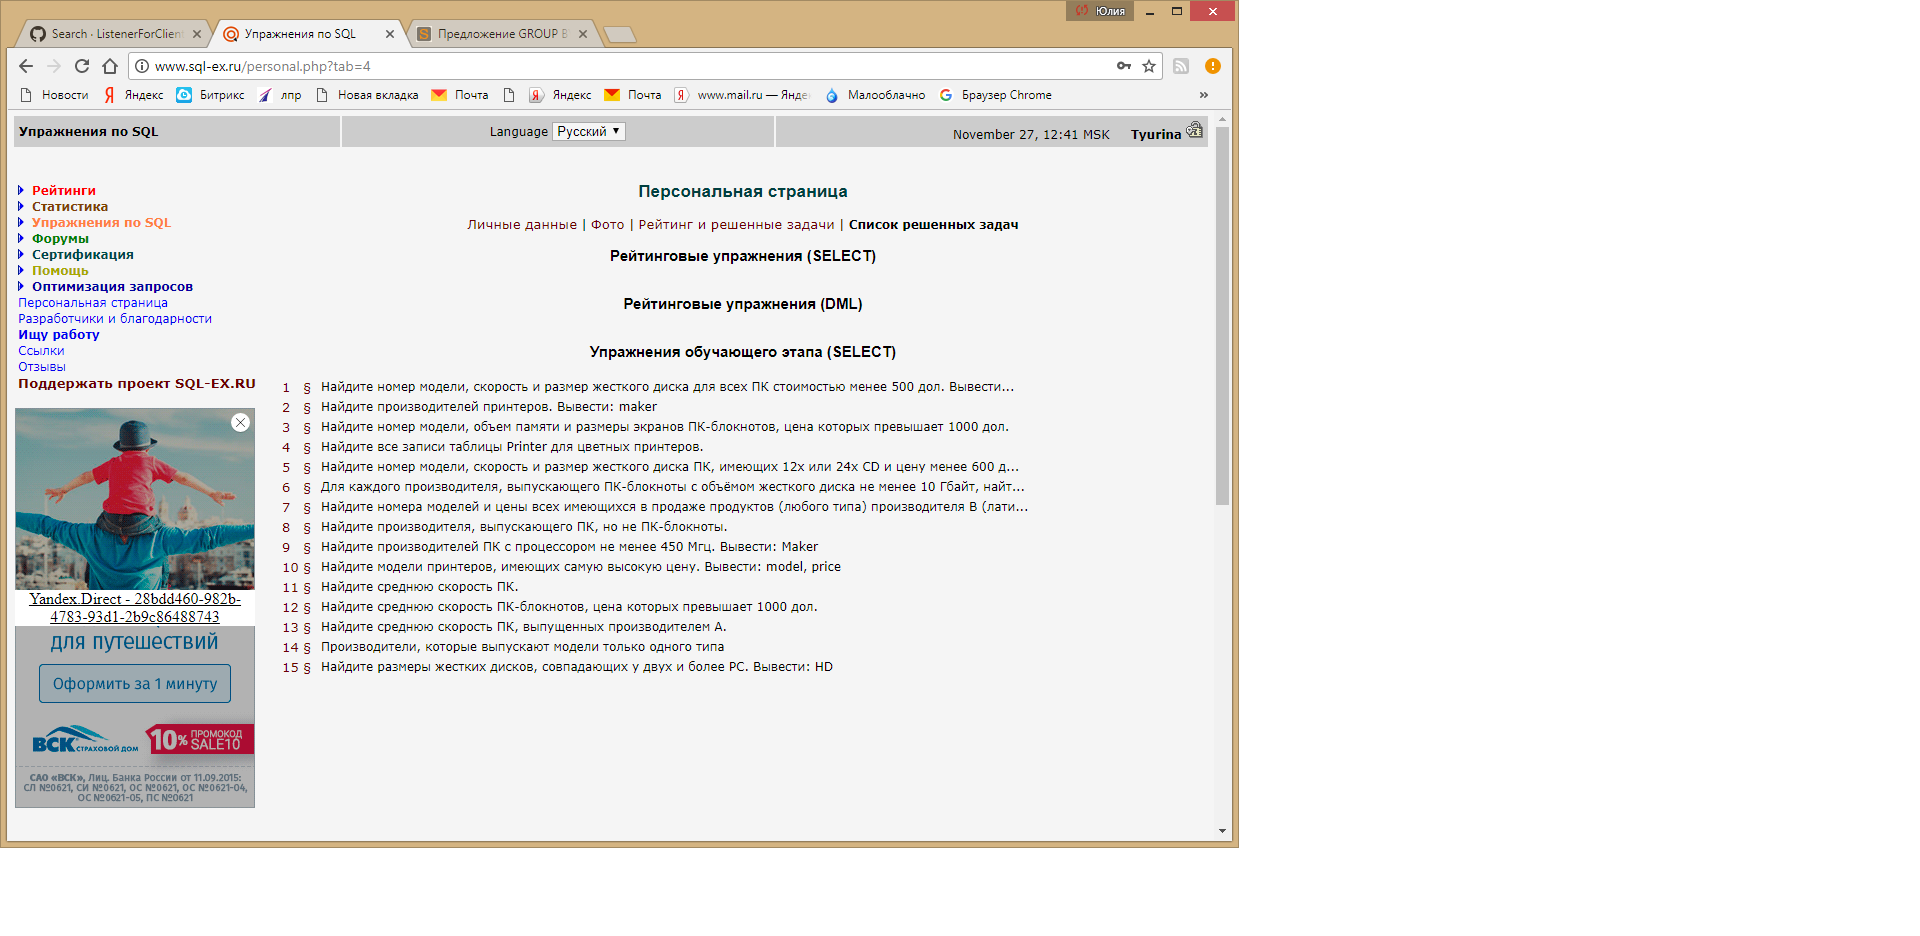 Юлия
Search · ListenerForClien
Упражнения по SQL
Предложение GROUP B
www.sql-ex.ru/personal.php?tab=4
Новости
Яндекс
Битрикс
лпр
Новая вкладка
Почта
Яндекс
Почта
www.mail.ru — Янде
Малооблачно
Браузер Chrome
»
Упражнения по SQL
Language Русский
November 27, 12:41 MSK Tyurina
Рейтинги
Статистика
Упражнения по SQL
Форумы
Сертификация
Помощь
Оптимизация запросов
Персональная страница
Разработчики и благодарности
Ищу работу
Ссылки
Отзывы
Поддержать проект SQL-EX.RU
Yandex.Direct - 28bdd460-982b-
4783-93d1-2b9c86488743
для путешествий
Оформить за 1 минуту
ВСК СТРАХОВОЙ ДОМ
10% ПРОМОКОД
SALE10
САО «ВСК», Лиц. Банка России от 11.09.2015:
СЛ №0621, СИ №0621, ОС №0621, ОС №0621-04,
ОС №0621-05, ПС №0621
Персональная страница
Личные данные | Фото | Рейтинг и решенные задачи | Список решенных задач
Рейтинговые упражнения (SELECT)
Рейтинговые упражнения (DML)
Упражнения обучающего этапа (SELECT)
1 § Найдите номер модели, скорость и размер жесткого диска для всех ПК стоимостью менее 500 дол. Вывести...
2 § Найдите производителей принтеров. Вывести: maker
3 § Найдите номер модели, объем памяти и размеры экранов ПК-блокнотов, цена которых превышает 1000 дол.
4 § Найдите все записи таблицы Printer для цветных принтеров.
5 § Найдите номер модели, скорость и размер жесткого диска ПК, имеющих 12x или 24x CD и цену менее 600 д...
6 § Для каждого производителя, выпускающего ПК-блокноты c объёмом жесткого диска не менее 10 Гбайт, найт...
7 § Найдите номера моделей и цены всех имеющихся в продаже продуктов (любого типа) производителя B (лати...
8 § Найдите производителя, выпускающего ПК, но не ПК-блокноты.
9 § Найдите производителей ПК с процессором не менее 450 Мгц. Вывести: Maker
10 § Найдите модели принтеров, имеющих самую высокую цену. Вывести: model, price
11 § Найдите среднюю скорость ПК.
12 § Найдите среднюю скорость ПК-блокнотов, цена которых превышает 1000 дол.
13 § Найдите среднюю скорость ПК, выпущенных производителем A.
14 § Производители, которые выпускают модели только одного типа
15 § Найдите размеры жестких дисков, совпадающих у двух и более PC. Вывести: HD